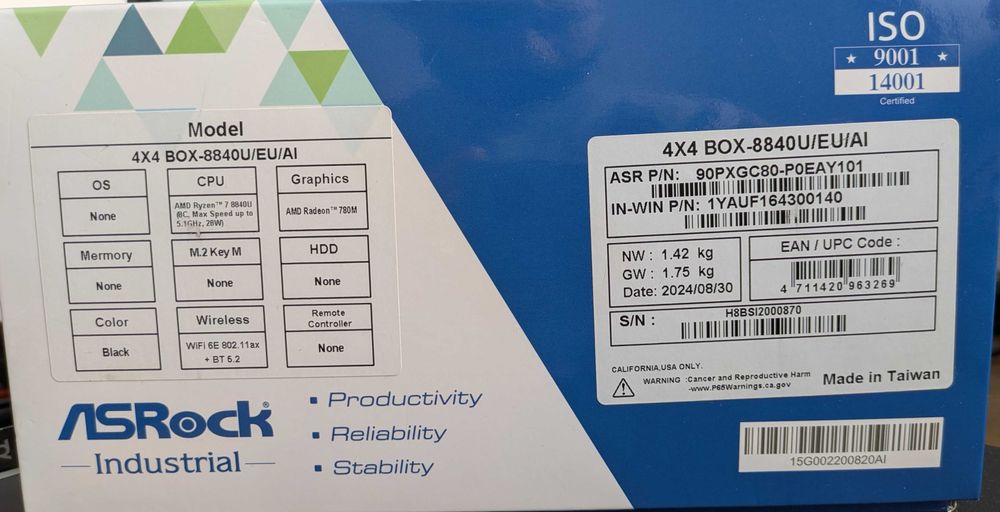 Model
4X4 BOX-8840U/EU/AI
OS
None
CPU
AMD Ryzen™ 7 8840U
(8C, Max Speed up to
5.1GHz, 28W)
Graphics
AMD Radeon™ 780M
Mermory
None
M.2 Key M
None
HDD
None
Color
Black
Wireless
WiFi 6E 802.11ax
+ BT 5.2
Remote
Controller
None
ASRock
Industrial
▪ Productivity
▪ Reliability
▪ Stability
ISO
★ 9001 ★
14001
Certified
4X4 BOX-8840U/EU/AI
ASR P/N: 90PXGC80-P0EAY101
IN-WIN P/N: 1YAUF164300140
NW : 1.42 kg
GW : 1.75 kg
Date: 2024/08/30
EAN / UPC Code :
4 711420 963269
S/N :
H8BSI2000870
CALIFORNIA,USA ONLY.
WARNING :Cancer and Reproductive Harm
-www.P65Warnings.ca.gov
Made in Taiwan
15G002200820AI